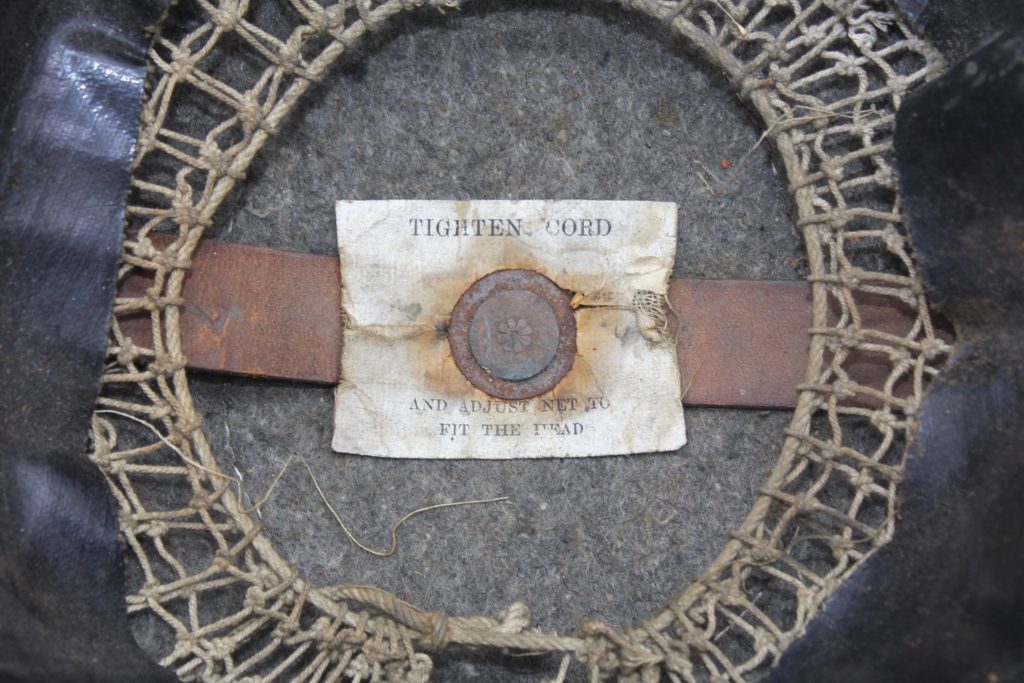 TIGHTEN CORD
AND ADJUST NET TO
FIT THE HEAD